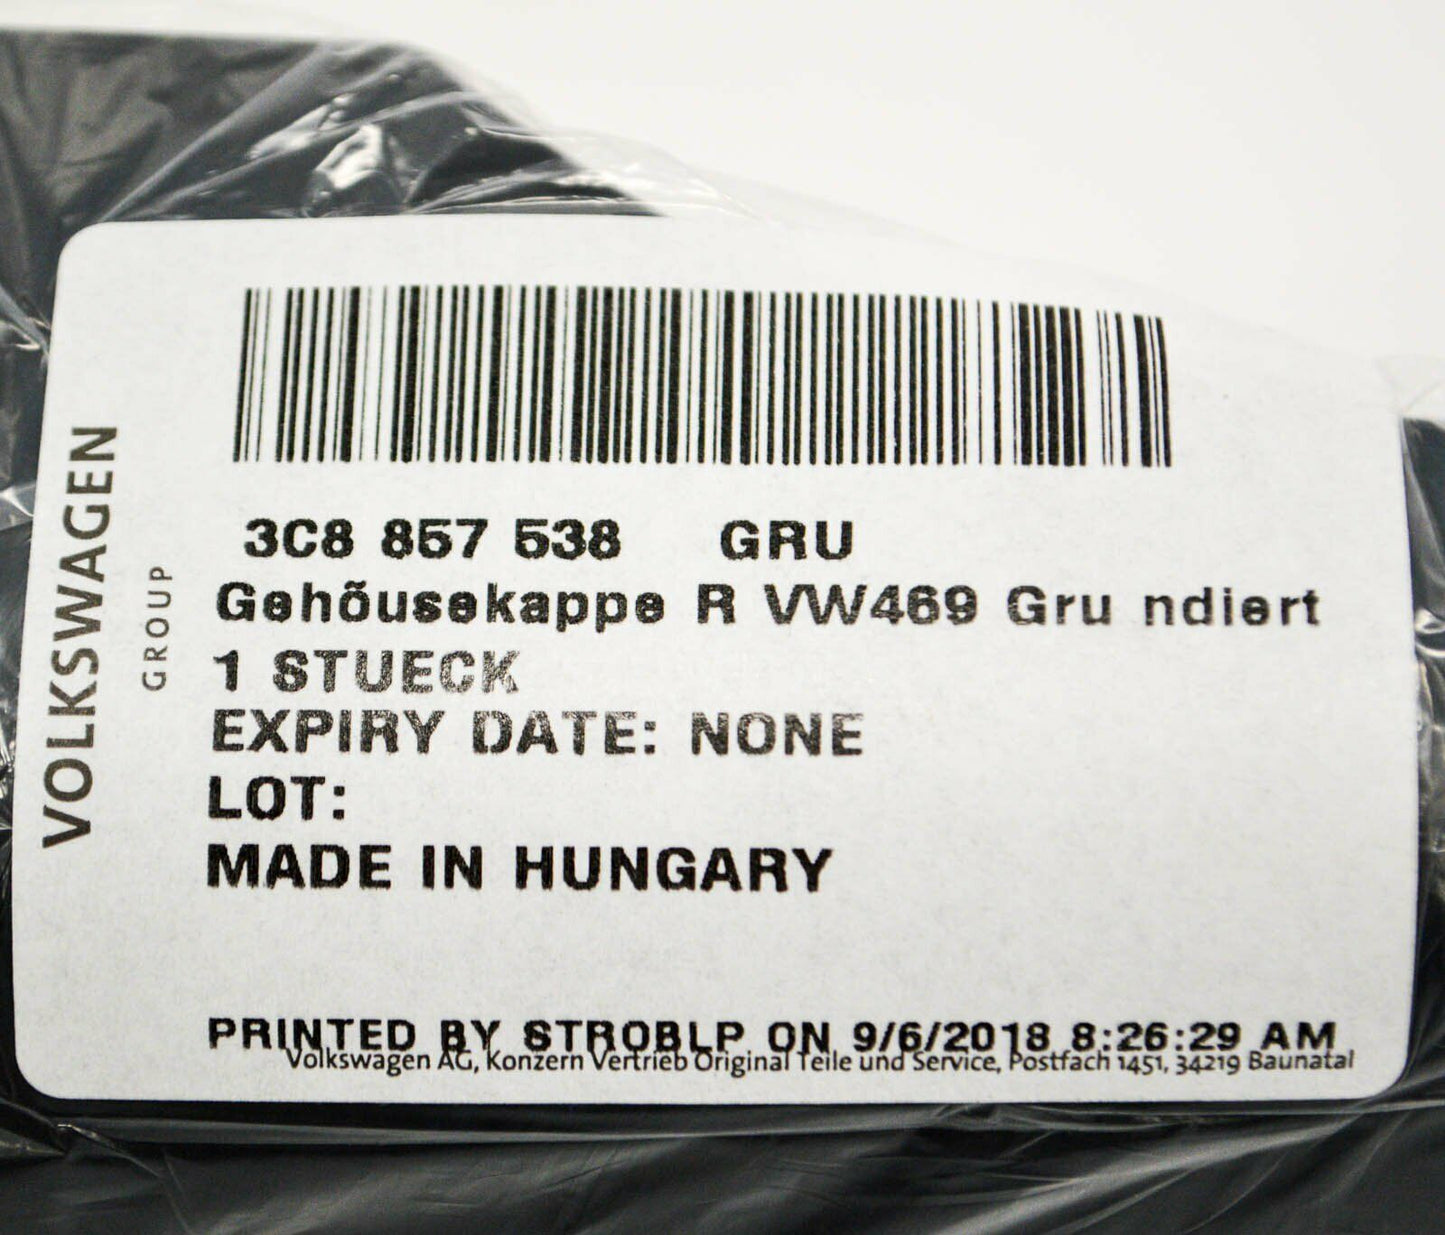 VOLKSWAGEN
GROUP
3C8 857 538 GRU
Gehõusekappe R VW469 Gru ndiert
1 STUECK
EXPIRY DATE: NONE
LOT:
MADE IN HUNGARY
PRINTED BY STROBLP ON 9/6/2018 8:26:29 AM
Volkswagen AG, Konzern Vertrieb Original Teile und Service, Postfach 1451, 34219 Baunatal